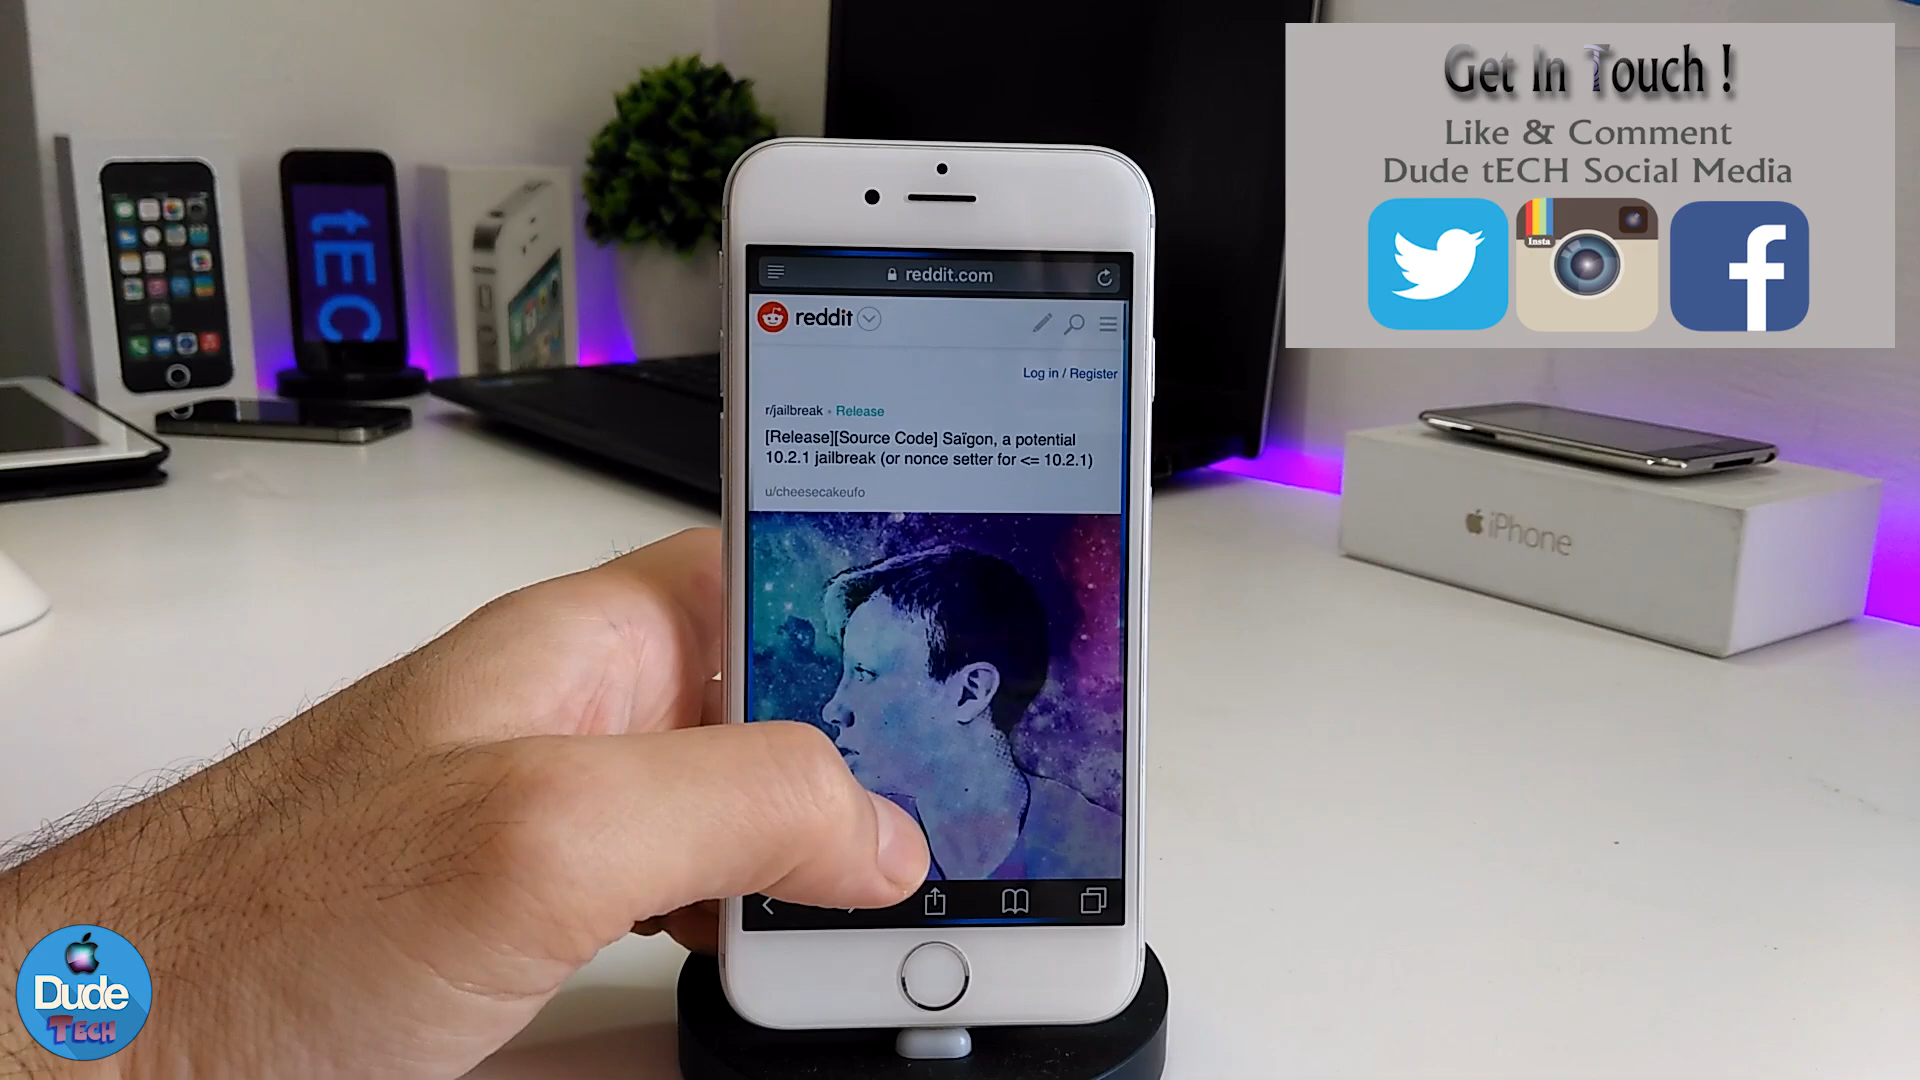 Get In Touch !
Like & Comment
Dude tECH Social Media
Insta
tEC
reddit.com
reddit
Log in / Register
r/jailbreak • Release
[Release][Source Code] Saïgon, a potential
10.2.1 jailbreak (or nonce setter for <= 10.2.1)
u/cheesecakeufo
iPhone
Dude
TECH